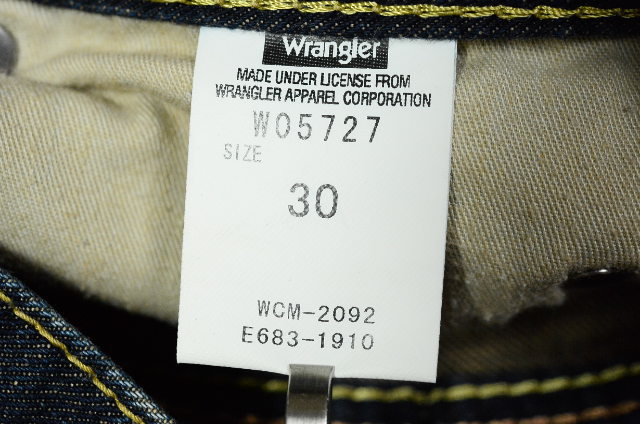 Wrangler
MADE UNDER LICENSE FROM
WRANGLER APPAREL CORPORATION
W05727
SIZE
30
WCM-2092
E683-1910